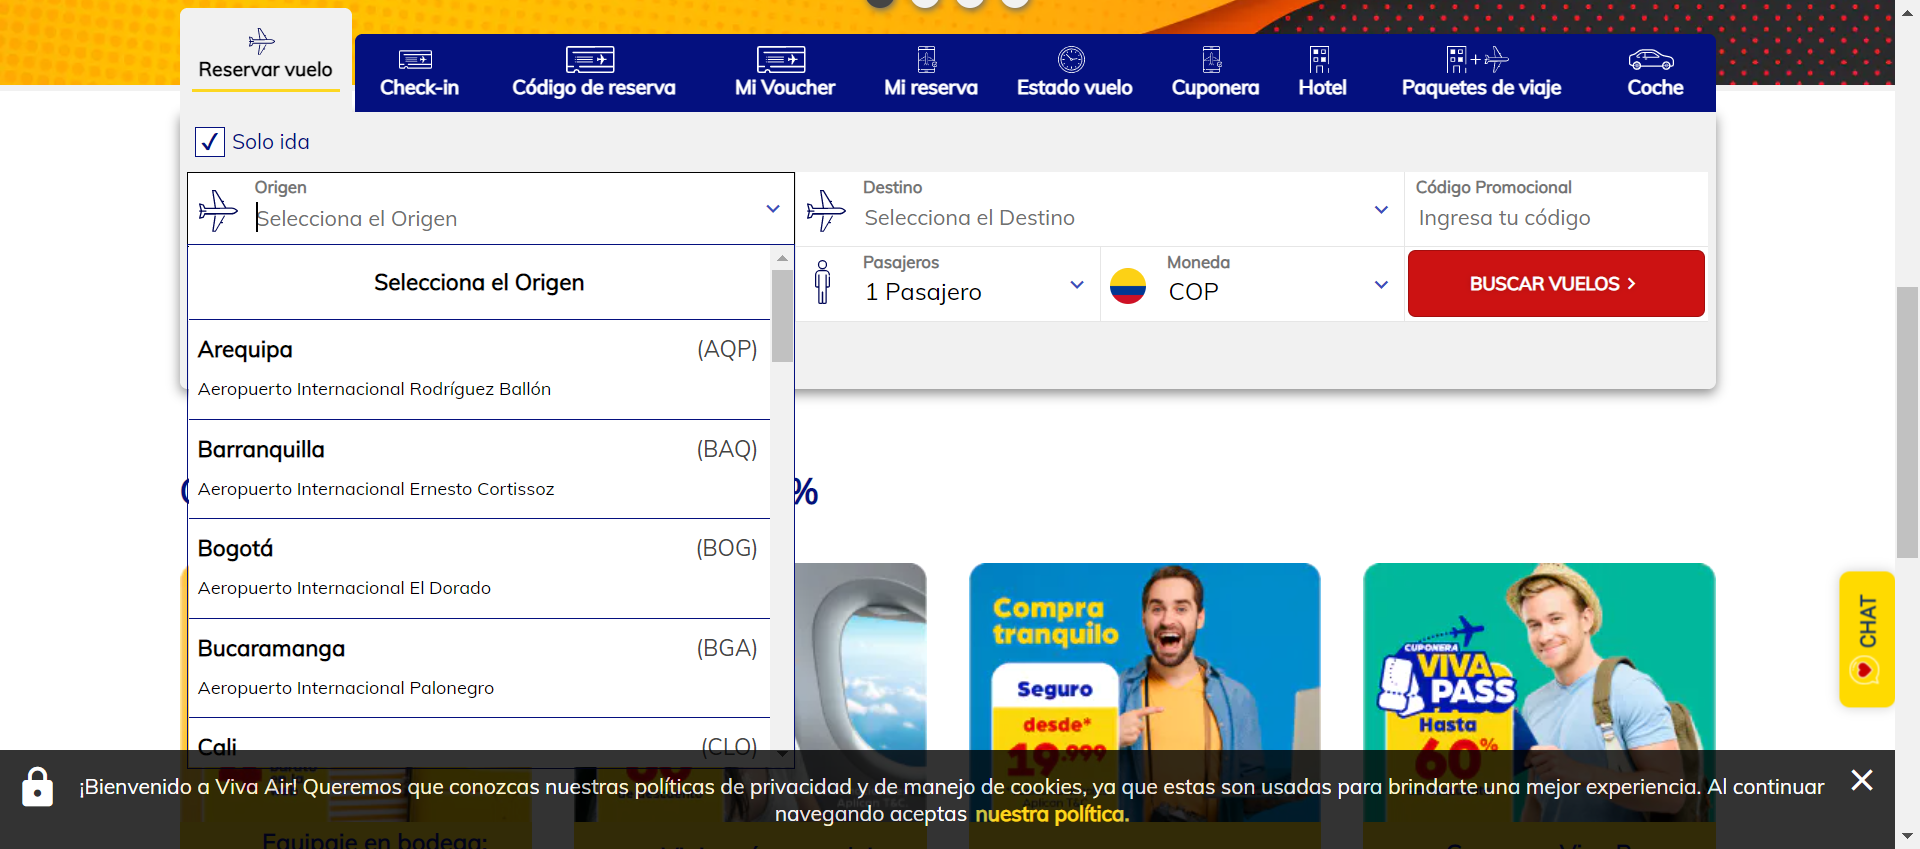 Reservar vuelo
Check-in
Código de reserva
Mi Voucher
Mi reserva
Estado vuelo
Cuponera
Hotel
Paquetes de viaje
Coche
Solo ida
Origen
Selecciona el Origen
Destino
Selecciona el Destino
Código Promocional
Ingresa tu código
Pasajeros
1 Pasajero
Moneda
COP
BUSCAR VUELOS
Selecciona el Origen
Arequipa (AQP)
Aeropuerto Internacional Rodríguez Ballón
Barranquilla (BAQ)
Aeropuerto Internacional Ernesto Cortissoz
Bogotá (BOG)
Aeropuerto Internacional El Dorado
Bucaramanga (BGA)
Aeropuerto Internacional Palonegro
Cali (CLO)
%
Compra
tranquilo
Seguro
desde*
19.999
CUPONERA
VIVA
PASS
Hasta
60%
CHAT
¡Bienvenido a Viva Air! Queremos que conozcas nuestras políticas de privacidad y de manejo de cookies, ya que estas son usadas para brindarte una mejor experiencia. Al continuar
navegando aceptas nuestra política.
Equipaje en bodega: